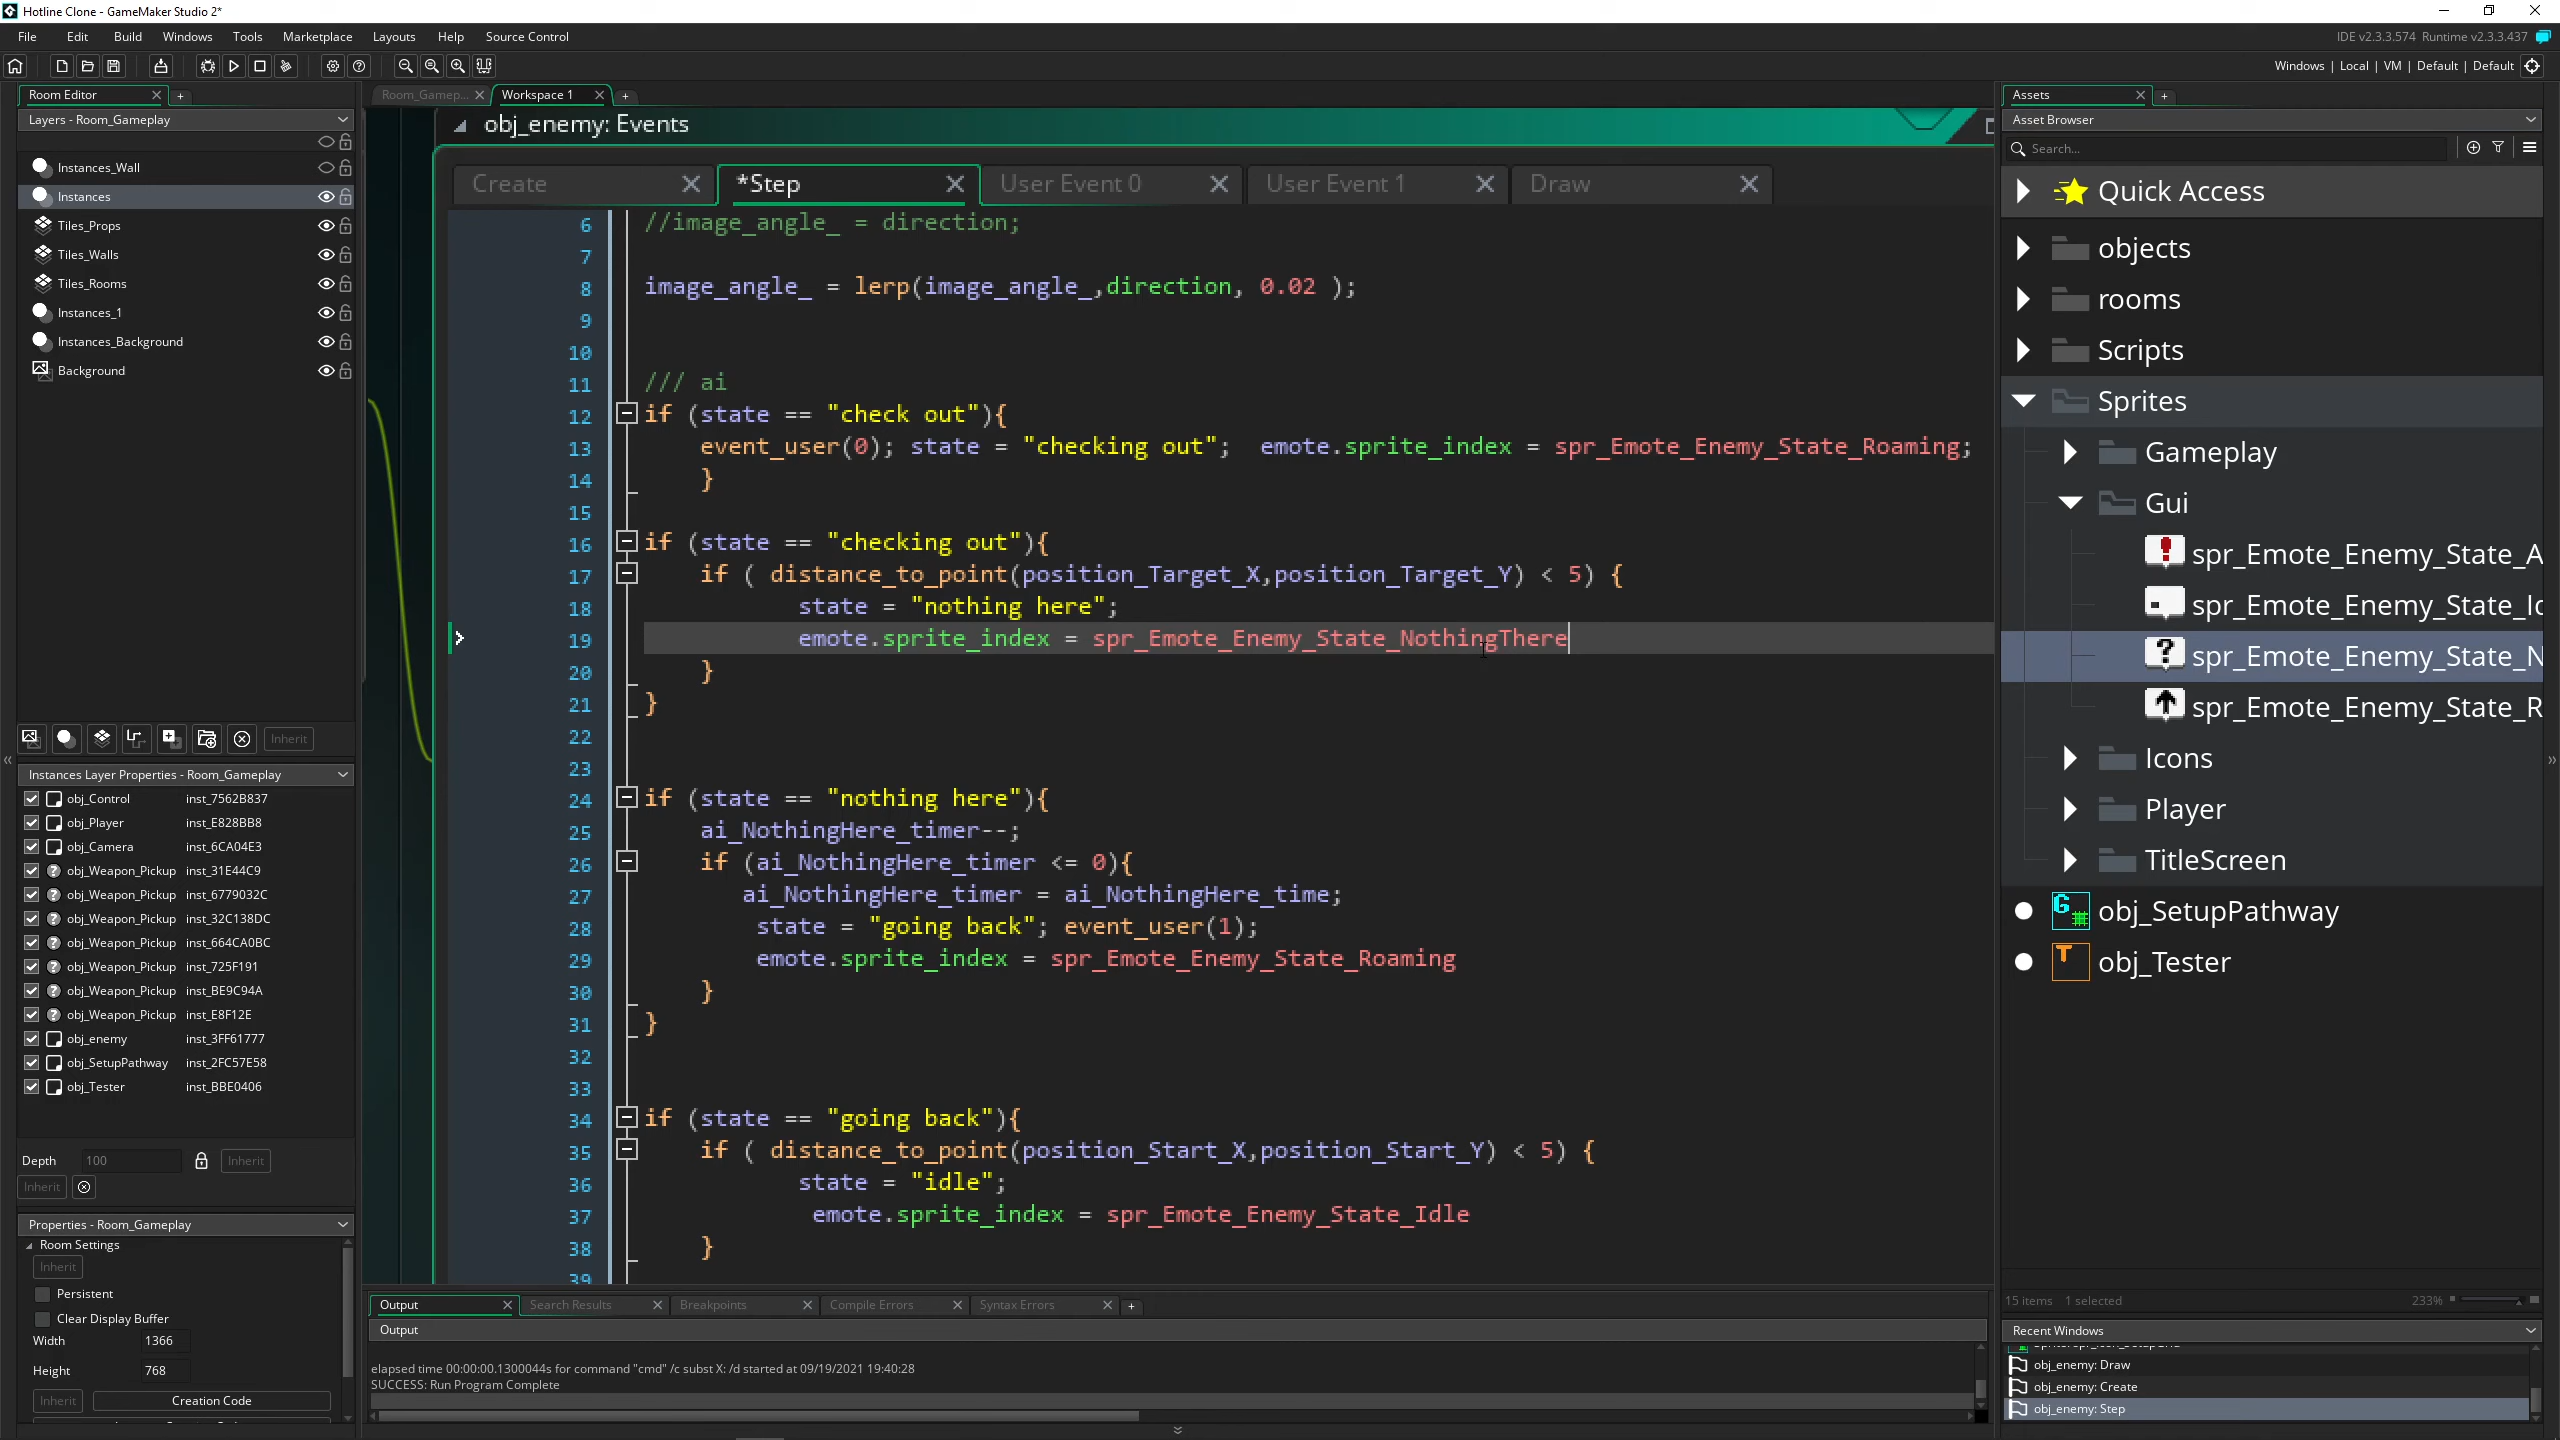 Hotline Clone - GameMaker Studio 2*
File Edit Build Windows Tools Marketplace Layouts Help Source Control
IDE v2.3.3.574 Runtime v2.3.3.437
Windows | Local | VM | Default | Default
Room Editor
Layers - Room_Gameplay
Instances_Wall
Instances
Tiles_Props
Tiles_Walls
Tiles_Rooms
Instances_1
Instances_Background
Background
Inherit
Instances Layer Properties - Room_Gameplay
obj_Control inst_7562B837
obj_Player inst_E828BB8
obj_Camera inst_6CA04E3
obj_Weapon_Pickup inst_31E44C9
obj_Weapon_Pickup inst_6779032C
obj_Weapon_Pickup inst_32C138DC
obj_Weapon_Pickup inst_664CA0BC
obj_Weapon_Pickup inst_725F191
obj_Weapon_Pickup inst_BE9C94A
obj_Weapon_Pickup inst_E8F12E
obj_enemy inst_3FF61777
obj_SetupPathway inst_2FC57E58
obj_Tester inst_BBE0406
Depth 100 Inherit
Inherit
Properties - Room_Gameplay
Room Settings
Inherit
Persistent
Clear Display Buffer
Width 1366
Height 768
Inherit Creation Code
Room_Gamep... Workspace 1
obj_enemy: Events
Create *Step User Event 0 User Event 1 Draw
6 //image_angle_ = direction;
7
8 image_angle_ = lerp(image_angle_,direction, 0.02 );
9
10
11 /// ai
12 if (state == "check out"){
13 event_user(0); state = "checking out"; emote.sprite_index = spr_Emote_Enemy_State_Roaming;
14 }
15
16 if (state == "checking out"){
17 if ( distance_to_point(position_Target_X,position_Target_Y) < 5) {
18 state = "nothing here";
19 emote.sprite_index = spr_Emote_Enemy_State_NothingThere
20 }
21 }
22
23
24 if (state == "nothing here"){
25 ai_NothingHere_timer--;
26 if (ai_NothingHere_timer <= 0){
27 ai_NothingHere_timer = ai_NothingHere_time;
28 state = "going back"; event_user(1);
29 emote.sprite_index = spr_Emote_Enemy_State_Roaming
30 }
31 }
32
33
34 if (state == "going back"){
35 if ( distance_to_point(position_Start_X,position_Start_Y) < 5) {
36 state = "idle";
37 emote.sprite_index = spr_Emote_Enemy_State_Idle
38 }
39
Output Search Results Breakpoints Compile Errors Syntax Errors
Output
elapsed time 00:00:00.1300044s for command "cmd" /c subst X: /d started at 09/19/2021 19:40:28
SUCCESS: Run Program Complete
Assets
Asset Browser
Search...
Quick Access
objects
rooms
Scripts
Sprites
Gameplay
Gui
spr_Emote_Enemy_State_A
spr_Emote_Enemy_State_Id
spr_Emote_Enemy_State_N
spr_Emote_Enemy_State_R
Icons
Player
TitleScreen
obj_SetupPathway
obj_Tester
15 items 1 selected 233%
Recent Windows
obj_enemy: Draw
obj_enemy: Create
obj_enemy: Step